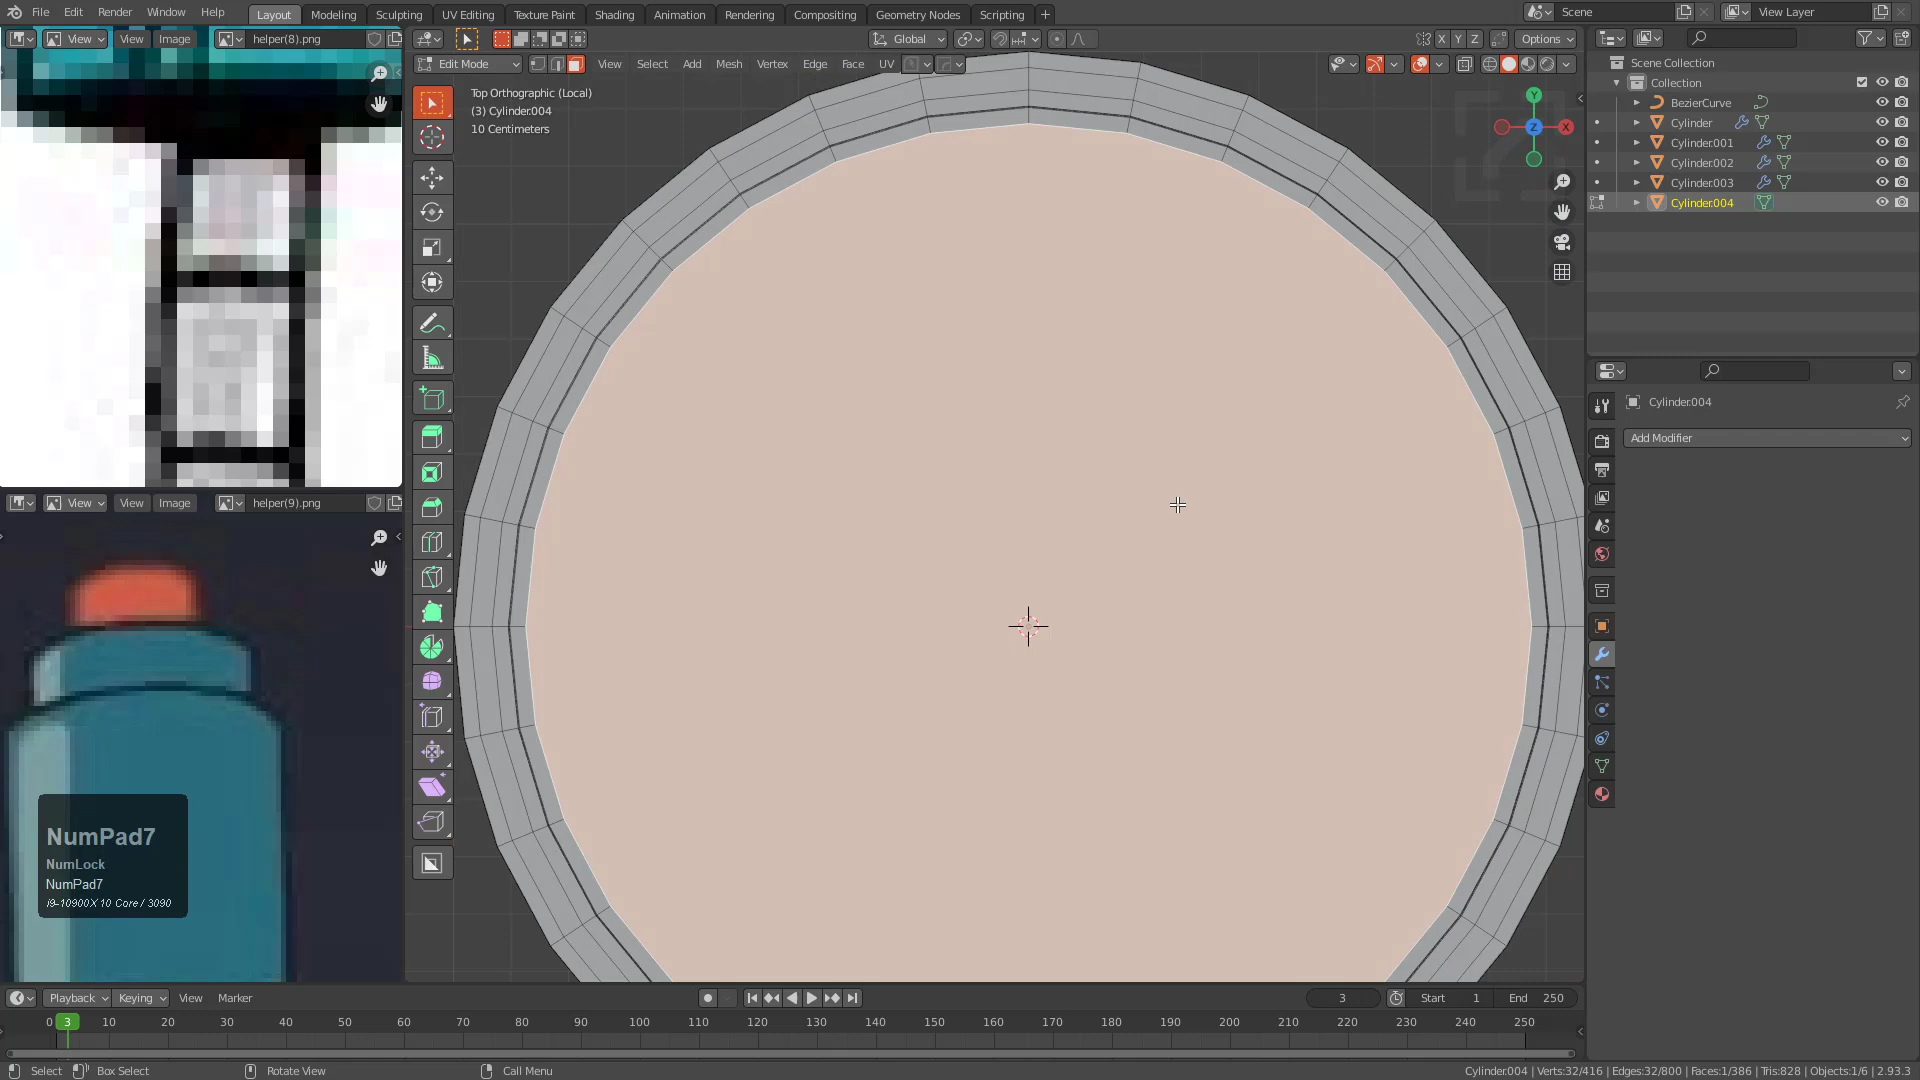 File Edit Render Window Help Layout Modeling Sculpting UV Editing Texture Paint Shading Animation Rendering Compositing Geometry Nodes Scripting + Scene View Layer
View View Image helper(8).png Global X Y Z Options
Edit Mode View Select Add Mesh Vertex Edge Face UV
Top Orthographic (Local)
(3) Cylinder.004
10 Centimeters
Y
Z X
Scene Collection
Collection
BezierCurve
Cylinder
Cylinder.001
Cylinder.002
Cylinder.003
Cylinder.004
Cylinder.004
Add Modifier
View View Image helper(9).png
NumPad7
NumLock
NumPad7
i9-10900X 10 Core / 3090
Playback Keying View Marker 3 Start 1 End 250
0 3 10 20 30 40 50 60 70 80 90 100 110 120 130 140 150 160 170 180 190 200 210 220 230 240 250
Select Box Select Rotate View Call Menu Cylinder.004 | Verts:32/416 | Edges:32/800 | Faces:1/386 | Tris:828 | Objects:1/6 | 2.93.3